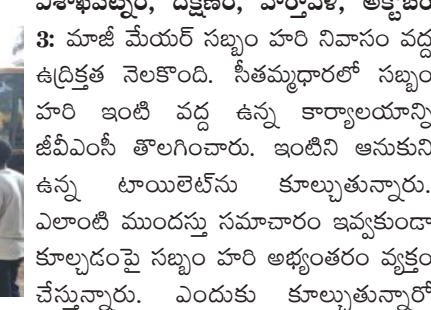 విశాఖపట్నం, దక్షిణం, వార్తావళి, అక్టోబర్
3: మాజీ మేయర్ సబ్బం హరి నివాసం వద్ద
ఉద్రిక్తత నెలకొంది. సీతమ్మధారలో సబ్బం
హరి ఇంటి వద్ద ఉన్న కార్యాలయాన్ని
జీవీఎంసీ తొలగించారు. ఇంటిని ఆనుకుని
ఉన్న టాయిలెట్‌ను కూల్చుతున్నారు.
ఎలాంటి ముందస్తు సమాచారం ఇవ్వకుండా
కూల్చడంపై సబ్బం హరి అభ్యంతరం వ్యక్తం
చేస్తున్నారు. ఎందుకు కూల్చుతున్నారో